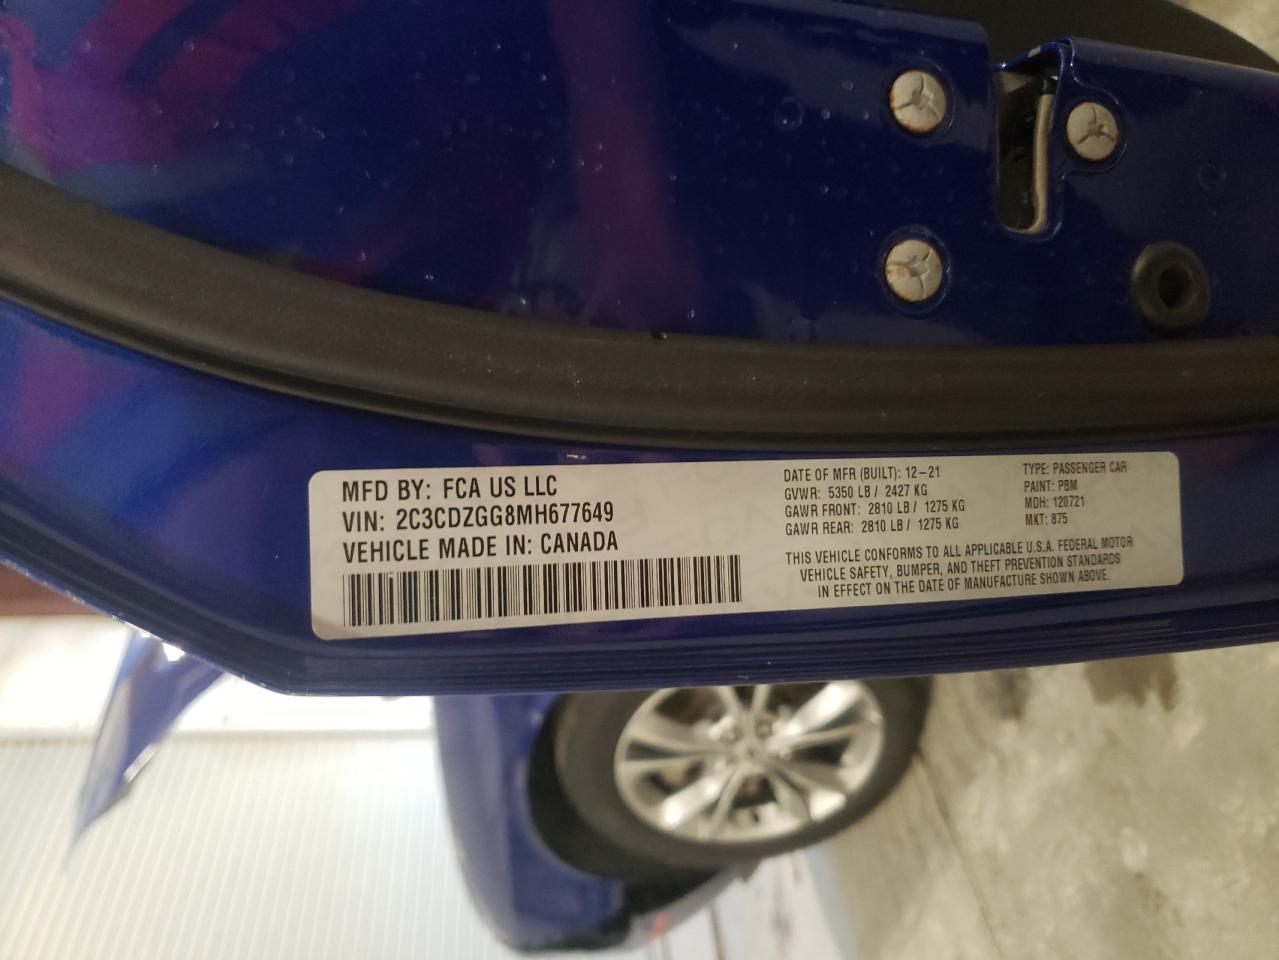 MFD BY: FCA US LLC
VIN: 2C3CDZGG8MH677649
VEHICLE MADE IN: CANADA
DATE OF MFR (BUILT): 12-21
GVWR: 5350 LB / 2427 KG
GAWR FRONT: 2810 LB / 1275 KG
GAWR REAR: 2810 LB / 1275 KG
TYPE: PASSENGER CAR
PAINT: PBM
MDH: 120721
MKT: 875
THIS VEHICLE CONFORMS TO ALL APPLICABLE U.S.A. FEDERAL MOTOR
VEHICLE SAFETY, BUMPER, AND THEFT PREVENTION STANDARDS
IN EFFECT ON THE DATE OF MANUFACTURE SHOWN ABOVE.